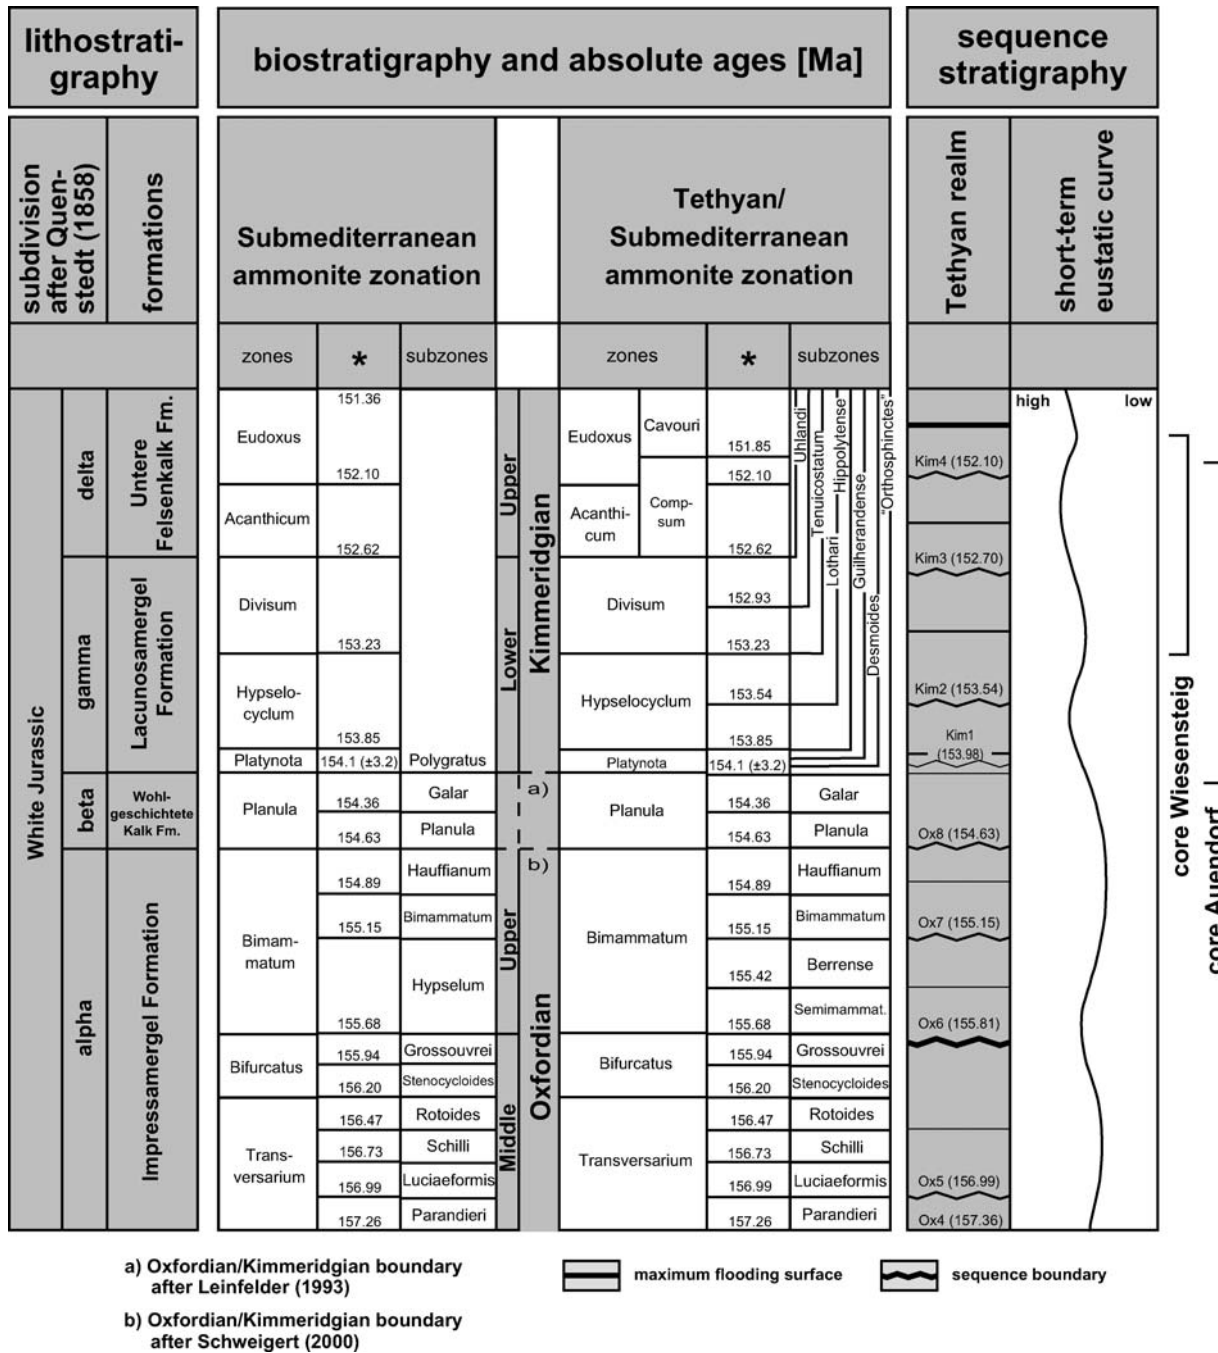 lithostrati-
graphy
biostratigraphy and absolute ages [Ma]
sequence
stratigraphy
subdivision
after Quen-
stedt (1858)
formations
Submediterranean
ammonite zonation
Tethyan/
Submediterranean
ammonite zonation
Tethyan realm
short-term
eustatic curve
zones
*
subzones
zones
*
subzones
White Jurassic
delta
gamma
beta
alpha
Untere
Felsenkalk Fm.
Lacunosamergel
Formation
Wohl-
geschichtete
Kalk Fm.
Impressamergel Formation
Eudoxus
Acanthicum
Divisum
Hypselo-
cyclum
Platynota
Planula
Bimam-
matum
Bifurcatus
Trans-
versarium
151.36
152.10
152.62
153.23
153.85
154.1 (±3.2)
154.36
154.63
154.89
155.15
155.68
155.94
156.20
156.47
156.73
156.99
157.26
Polygratus
Galar
Planula
Hauffianum
Bimammatum
Hypselum
Grossouvrei
Stenocycloides
Rotoides
Schilli
Luciaeformis
Parandieri
Upper
Lower
Upper
Middle
Kimmeridgian
a)
b)
Oxfordian
Eudoxus
Cavouri
Acanthi-
cum
Comp-
sum
Divisum
Hypselocyclum
Platynota
Planula
Bimammatum
Bifurcatus
Transversarium
151.85
152.10
152.62
152.93
153.23
153.54
153.85
154.1 (±3.2)
154.36
154.63
154.89
155.15
155.42
155.68
155.94
156.20
156.47
156.73
156.99
157.26
Uhlandi
Tenuicostatum
Lothari
Hippolytense
Guilherandense
Desmoides
"Orthosphinctes"
Galar
Planula
Hauffianum
Bimammatum
Berrense
Semimammat.
Grossouvrei
Stenocycloides
Rotoides
Schilli
Luciaeformis
Parandieri
Kim4 (152.10)
Kim3 (152.70)
Kim2 (153.54)
Kim1
(153.98)
Ox8 (154.63)
Ox7 (155.15)
Ox6 (155.81)
Ox5 (156.99)
Ox4 (157.36)
high
low
core Wiesensteig
core Auendorf
a) Oxfordian/Kimmeridgian boundary
after Leinfelder (1993)
maximum flooding surface
sequence boundary
b) Oxfordian/Kimmeridgian boundary
after Schweigert (2000)